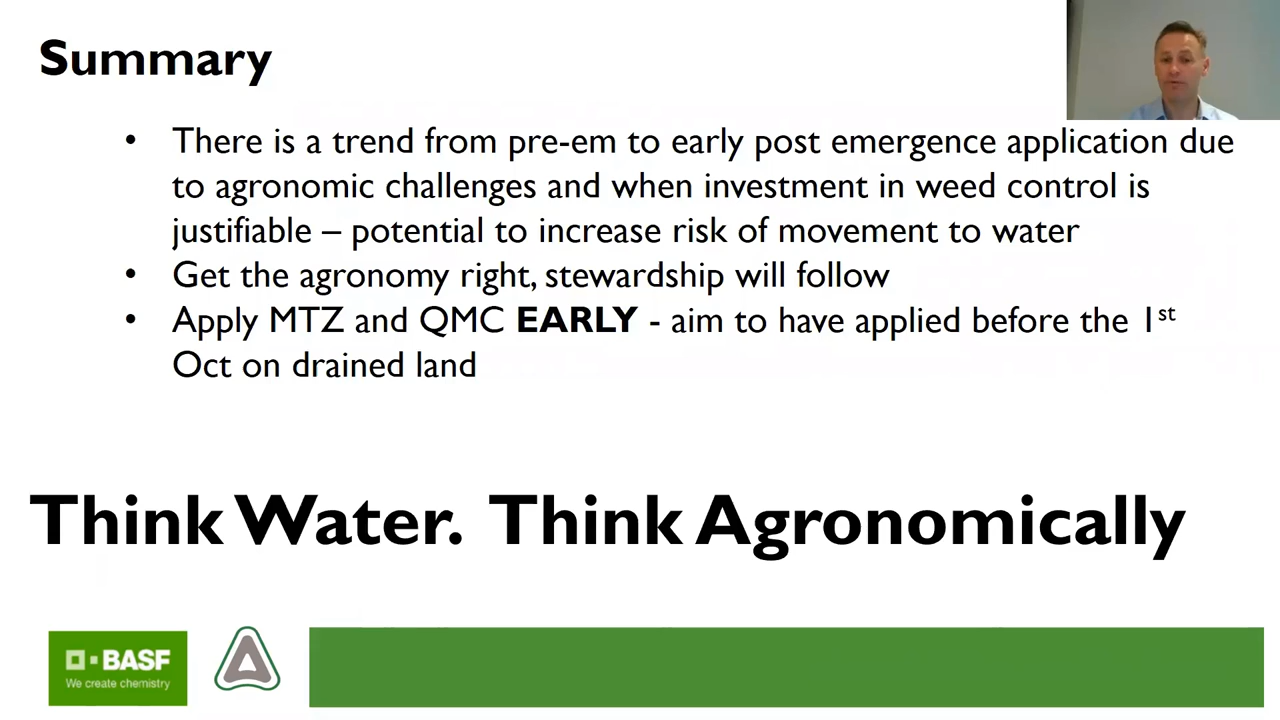 Summary
• There is a trend from pre-em to early post emergence application due
to agronomic challenges and when investment in weed control is
justifiable – potential to increase risk of movement to water
• Get the agronomy right, stewardship will follow
• Apply MTZ and QMC EARLY - aim to have applied before the 1st
Oct on drained land
Think Water. Think Agronomically
BASF
We create chemistry